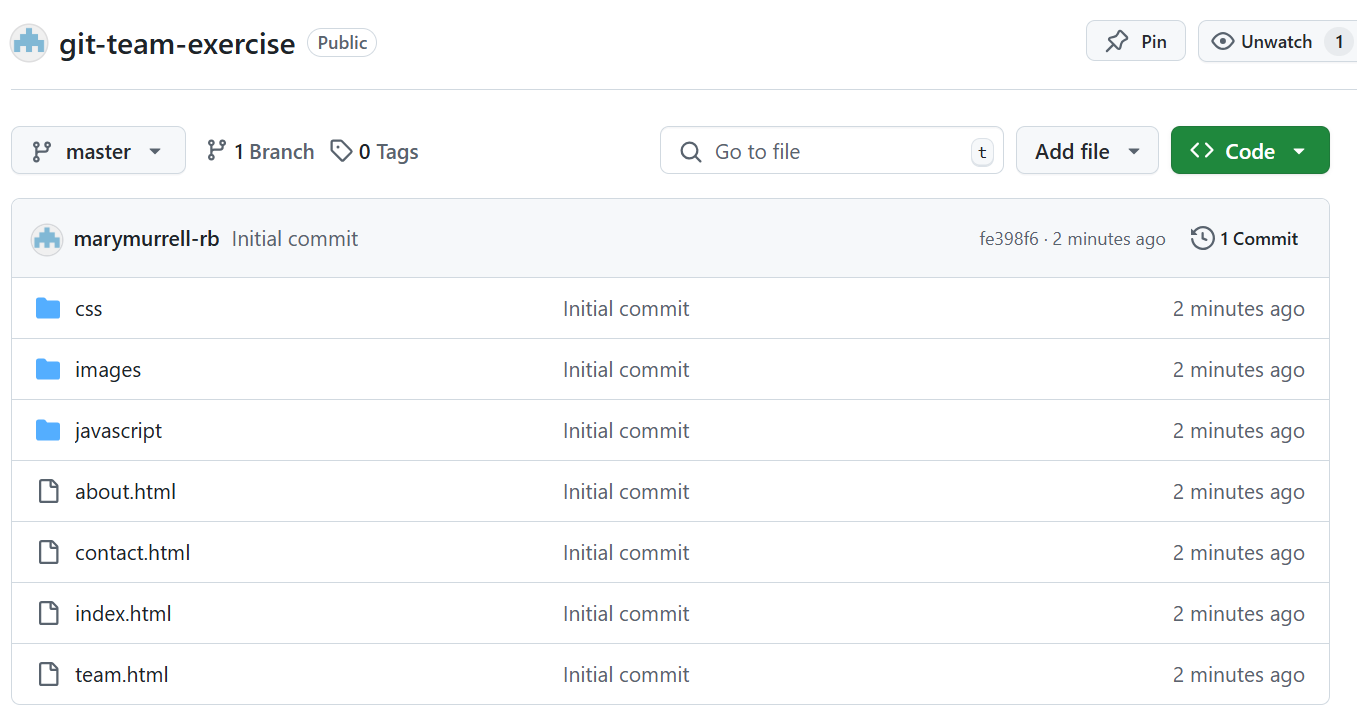 git-team-exercise Public Pin Unwatch 1
master 1 Branch 0 Tags Go to file t Add file Code
marymurrell-rb Initial commit fe398f6 · 2 minutes ago 1 Commit
css Initial commit 2 minutes ago
images Initial commit 2 minutes ago
javascript Initial commit 2 minutes ago
about.html Initial commit 2 minutes ago
contact.html Initial commit 2 minutes ago
index.html Initial commit 2 minutes ago
team.html Initial commit 2 minutes ago